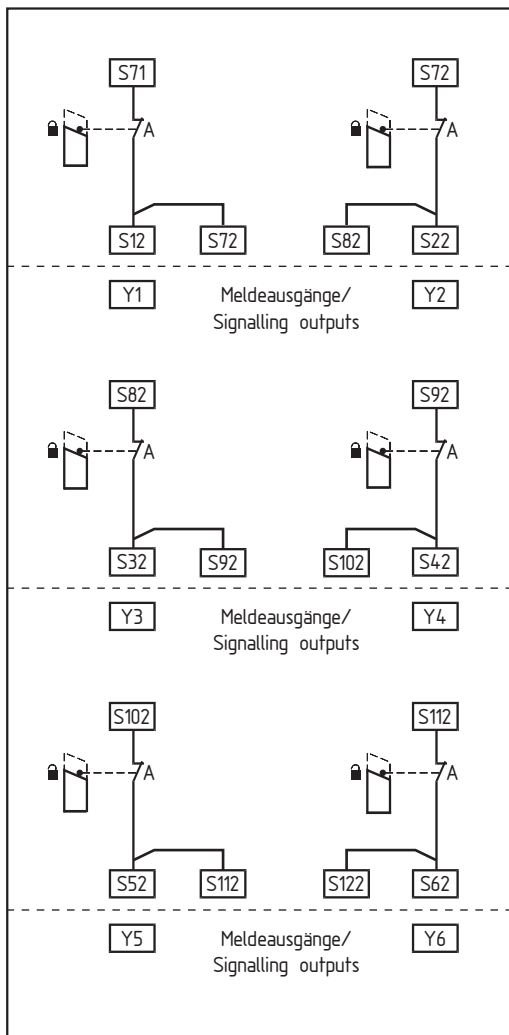 S71 S72
A A
S12 S72 S82 S22
Y1 Meldeausgänge/ Y2
Signalling outputs
S82 S92
A A
S32 S92 S102 S42
Y3 Meldeausgänge/ Y4
Signalling outputs
S102 S112
A A
S52 S112 S122 S62
Y5 Meldeausgänge/ Y6
Signalling outputs